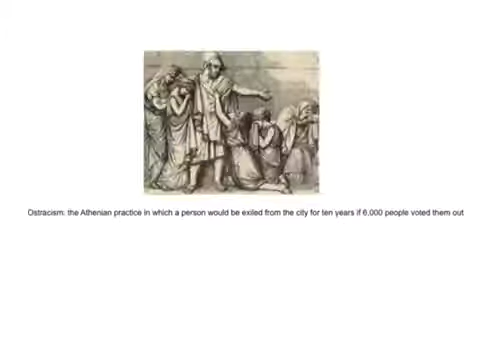 Ostracism: the Athenian practice in which a person would be exiled from the city for ten years if 6,000 people voted them out